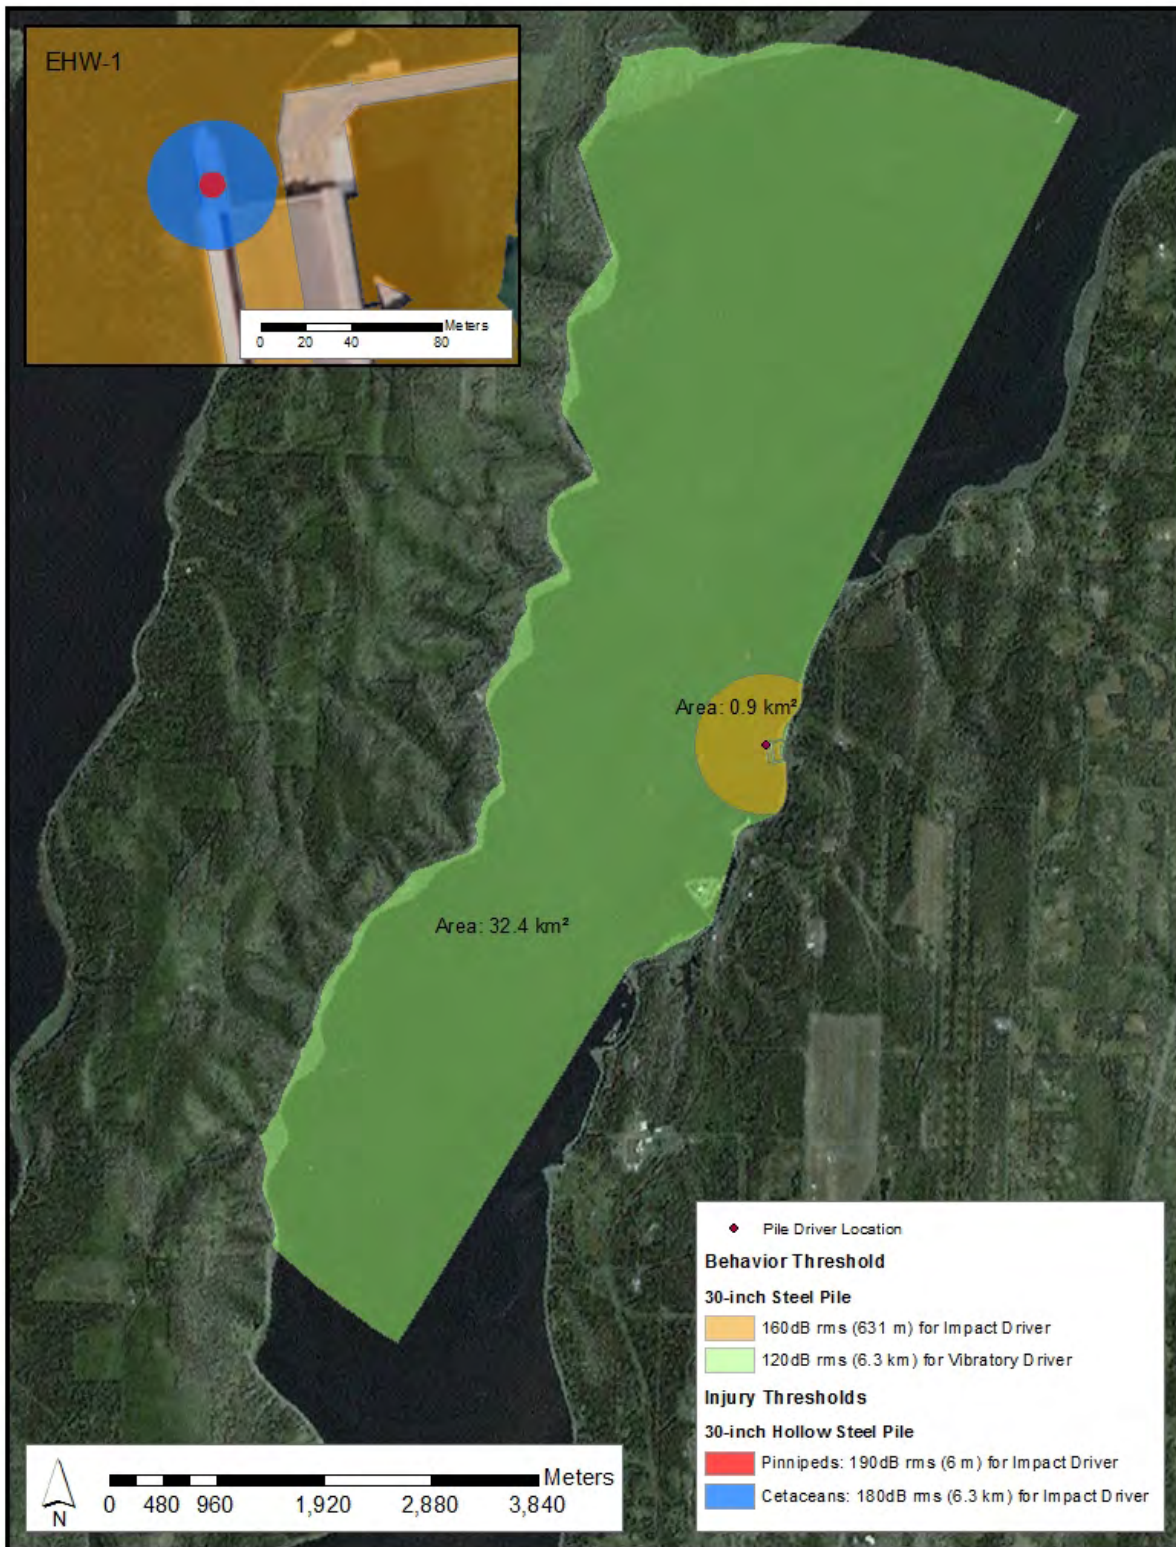 EHW-1
Meters
0 20 40 80
Area: 0.9 km²
Area: 32.4 km²
Pile Driver Location
Behavior Threshold
30-inch Steel Pile
160dB rms (631 m) for Impact Driver
120dB rms (6.3 km) for Vibratory Driver
Injury Thresholds
30-inch Hollow Steel Pile
Pinnipeds: 190dB rms (6 m) for Impact Driver
Cetaceans: 180dB rms (6.3 km) for Impact Driver
N
Meters
0 480 960 1,920 2,880 3,840